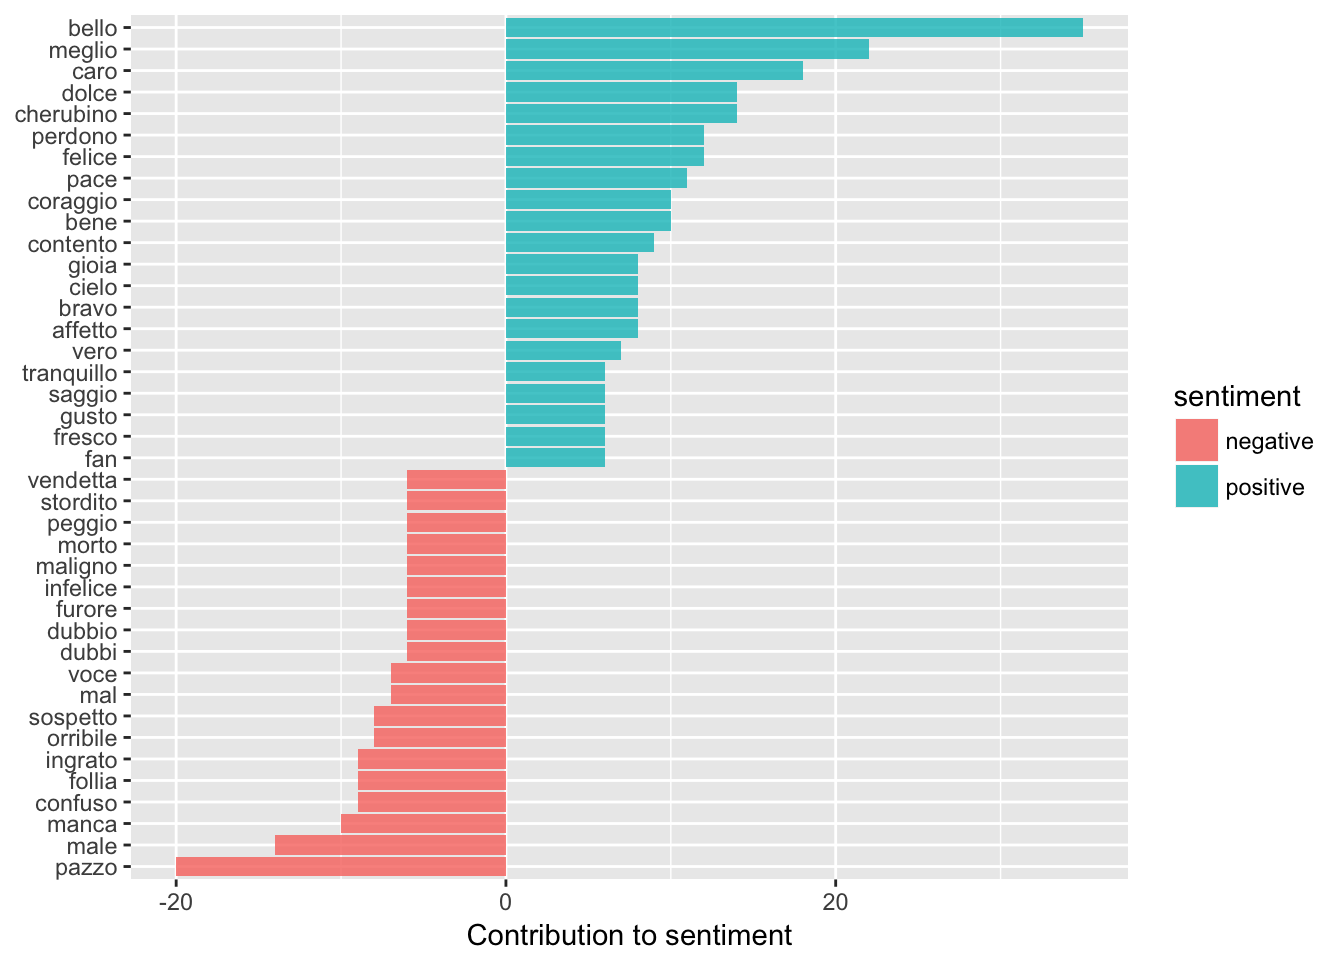 bello
meglio
caro
dolce
cherubino
perdono
felice
pace
coraggio
bene
contento
gioia
cielo
bravo
affetto
vero
tranquillo
saggio
gusto
fresco
fan
vendetta
stordito
peggio
morto
maligno
infelice
furore
dubbio
dubbi
voce
mal
sospetto
orribile
ingrato
follia
confuso
manca
male
pazzo
-20 0 20
Contribution to sentiment
sentiment
negative
positive